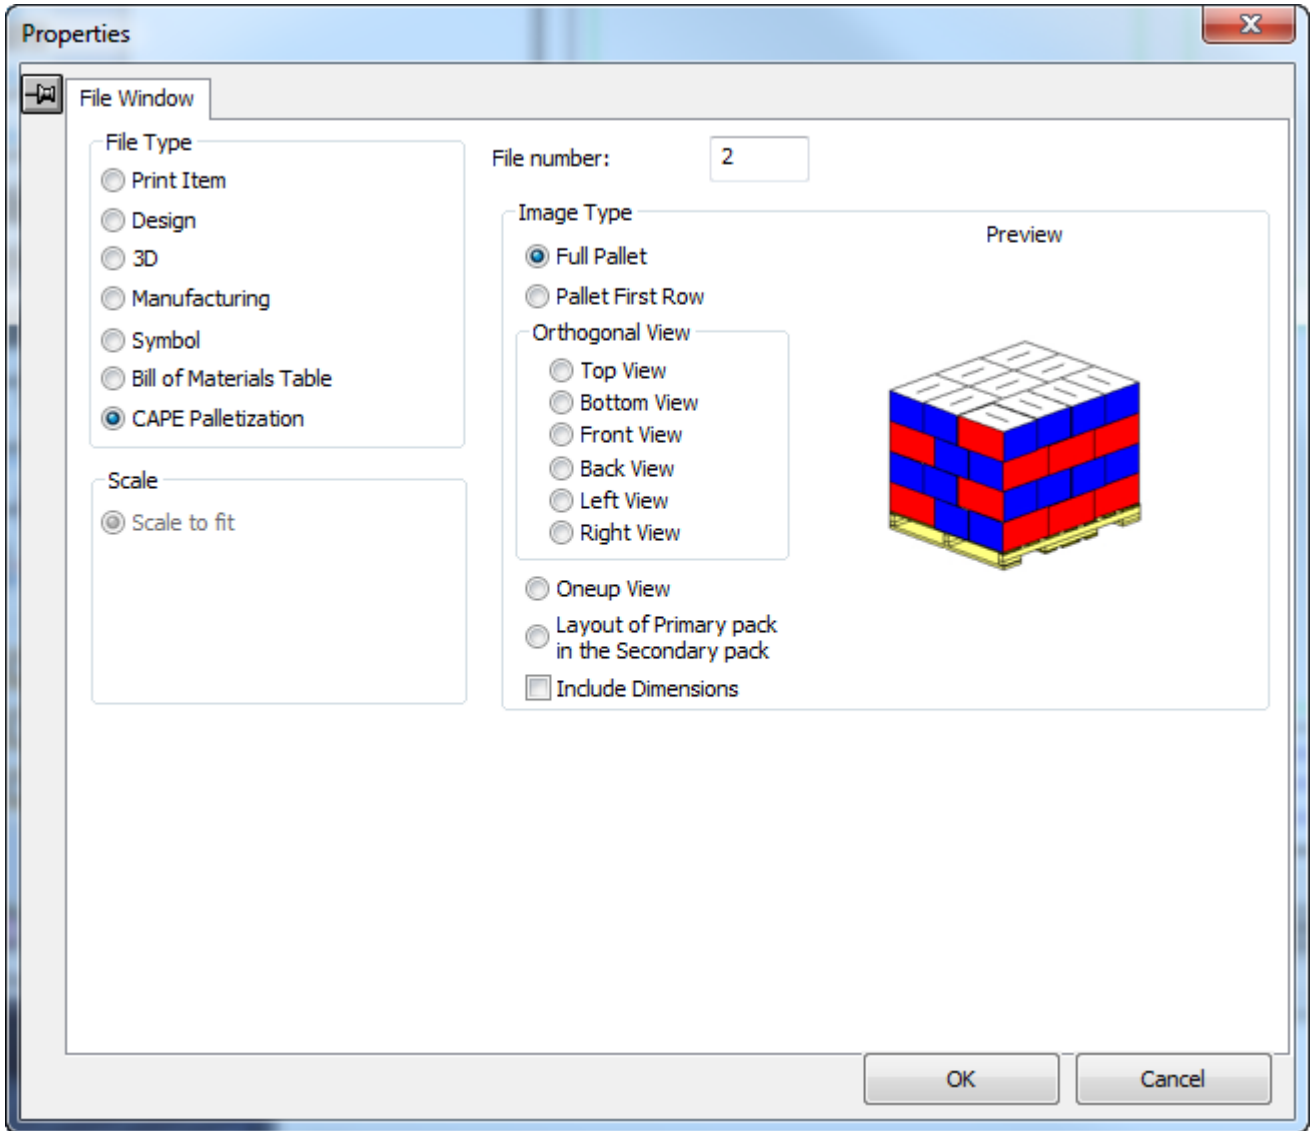 Properties
File Window
File Type
Print Item
Design
3D
Manufacturing
Symbol
Bill of Materials Table
CAPE Palletization
Scale
Scale to fit
File number: 2
Image Type
Preview
Full Pallet
Pallet First Row
Orthogonal View
Top View
Bottom View
Front View
Back View
Left View
Right View
Oneup View
Layout of Primary pack
in the Secondary pack
Include Dimensions
OK
Cancel